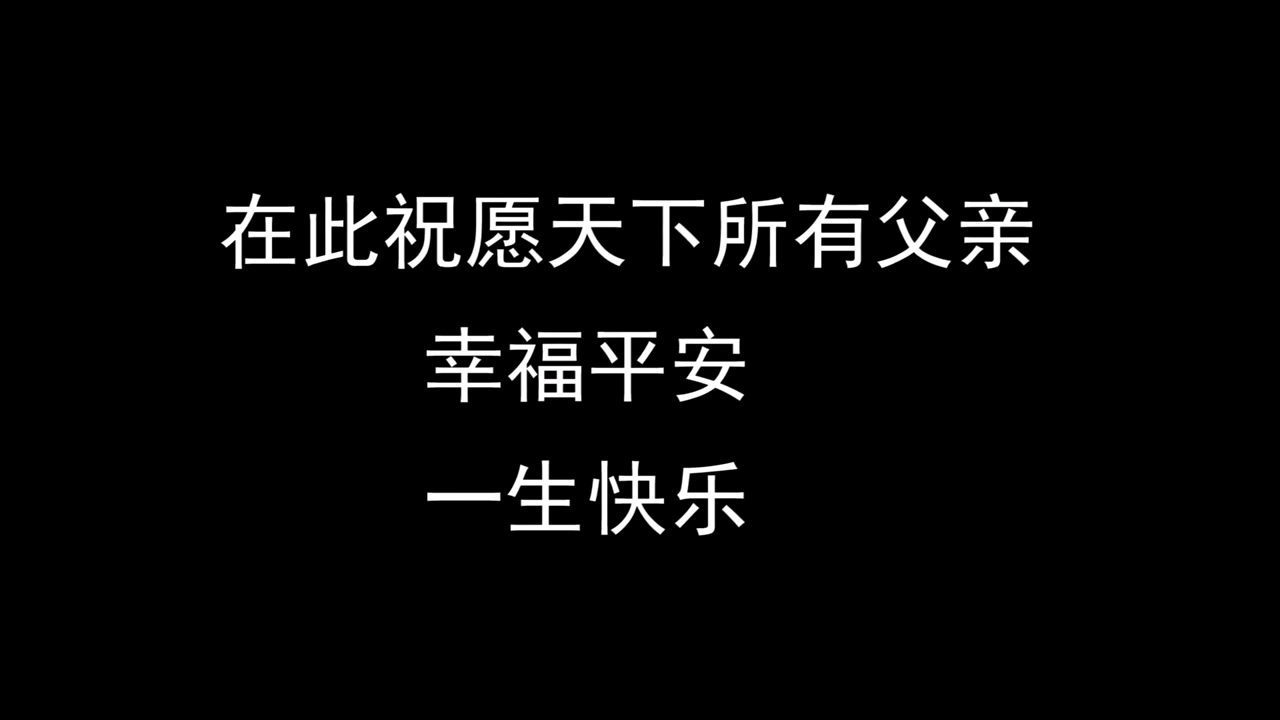 在此祝愿天下所有父亲
幸福平安
一生快乐